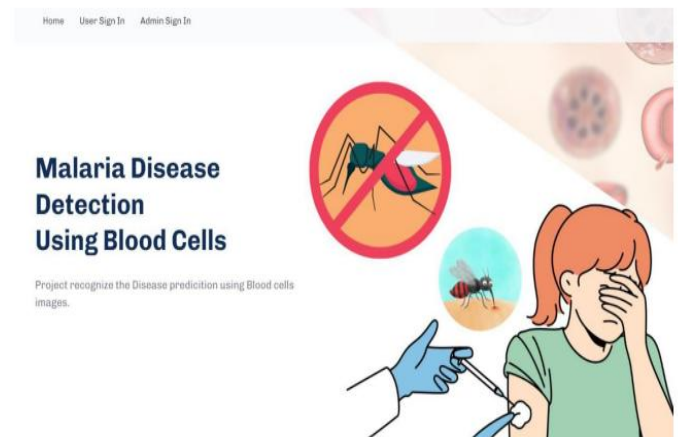 Home User Sign In Admin Sign In
Malaria Disease
Detection
Using Blood Cells
Project recognize the Disease predicition using Blood cells
images.